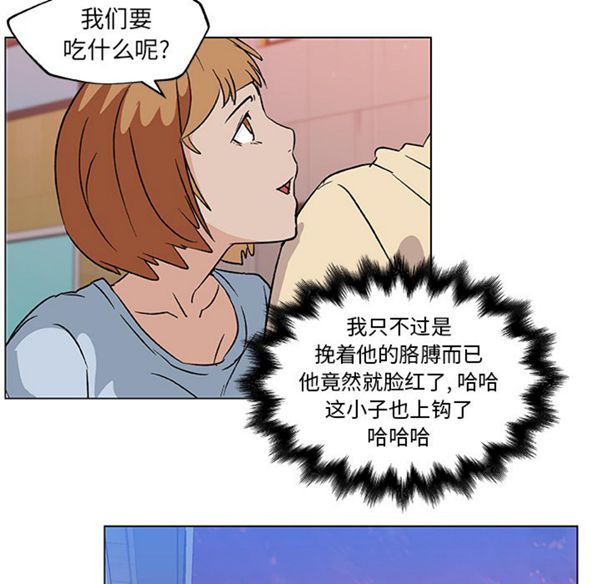 我们要
吃什么呢?
我只不过是
挽着他的胳膊而已
他竟然就脸红了, 哈哈
这小子也上钩了
哈哈哈